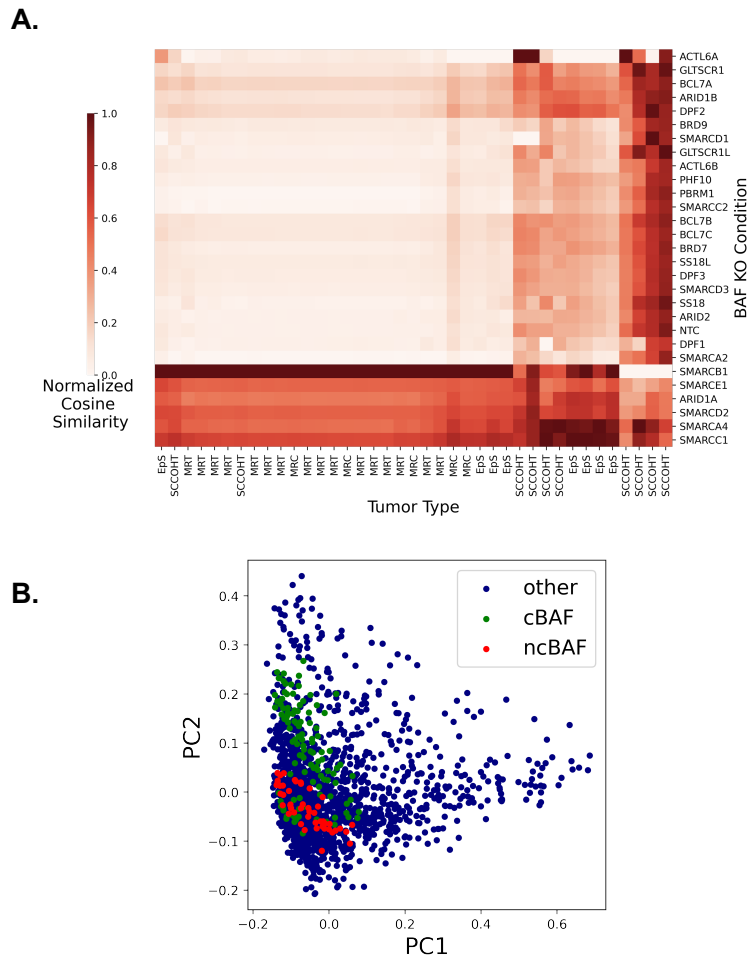 A.
ACTL6A
GLTSCR1
BCL7A
ARID1B
DPF2
BRD9
SMARCD1
GLTSCR1L
ACTL6B
PHF10
PBRM1
SMARCC2
BCL7B
BCL7C
BRD7
SS18L
DPF3
SMARCD3
SS18
ARID2
NTC
DPF1
SMARCA2
SMARCB1
SMARCE1
ARID1A
SMARCD2
SMARCA4
SMARCC1
BAF KO Condition
1.0
0.8
0.6
0.4
0.2
0.0
Normalized
Cosine
Similarity
EpS
SCCOHT
MRT
MRT
MRT
MRT
SCCOHT
MRT
MRT
MRT
MRC
MRT
MRT
MRC
MRT
MRC
MRT
MRT
MRT
MRT
MRT
MRT
MRC
MRC
EpS
EpS
EpS
SCCOHT
SCCOHT
SCCOHT
SCCOHT
EpS
EpS
EpS
EpS
SCCOHT
SCCOHT
SCCOHT
SCCOHT
Tumor Type
B.
other
cBAF
ncBAF
0.4
0.3
0.2
0.1
0.0
−0.1
−0.2
PC2
−0.2
0.0
0.2
0.4
0.6
PC1